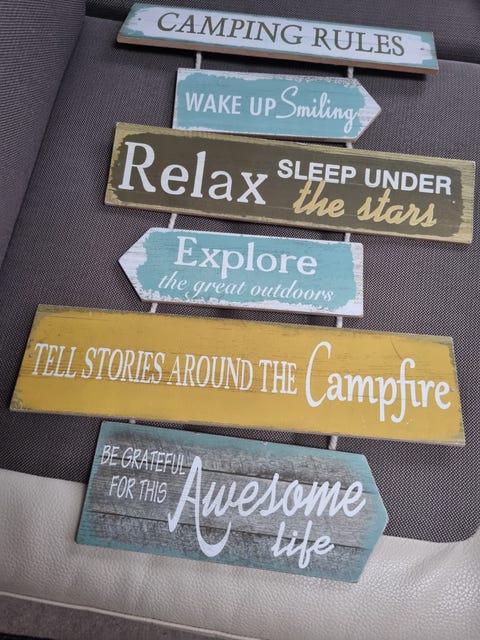 CAMPING RULES
WAKE UP Smiling
Relax SLEEP UNDER
the stars
Explore
the great outdoors
TELL STORIES AROUND THE Campfire
BE GRATEFUL
FOR THIS Awesome
life